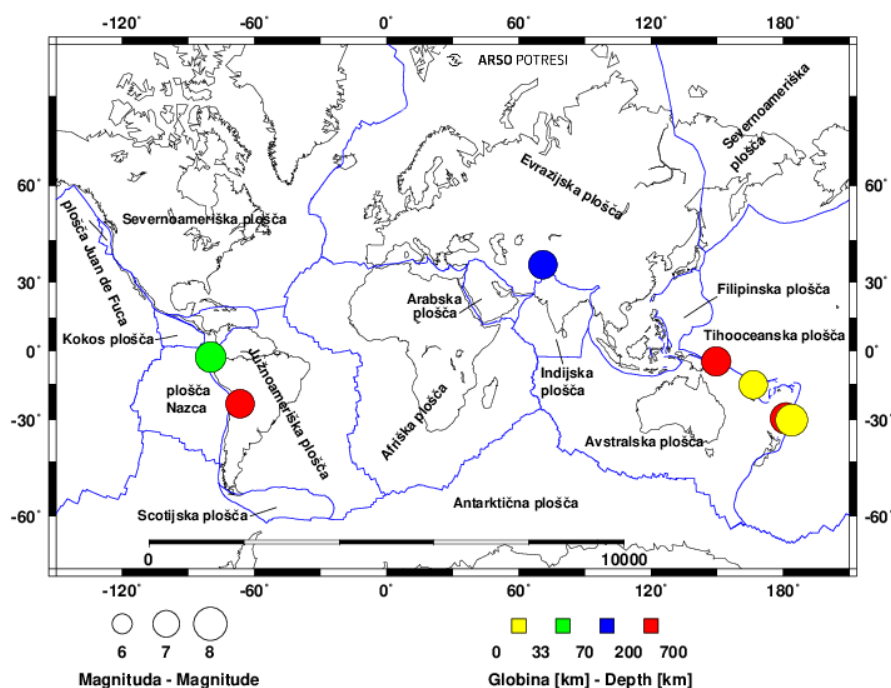 -120° -60° 0° 60° 120° 180°
ARSO POTRESI
Severnoameriška
plošča
Evrazijska plošča
60° 60°
Severnoameriška plošča
plošča Juan de Fuca
30° 30°
Arabska
plošča
Filipinska plošča
Kokos plošča
Tihooceanska plošča
0° 0°
Indijska
plošča
plošča
Nazca
Južnoameriška plošča
Afriška plošča
Avstralska plošča
-30° -30°
Antarktična plošča
Scotijska plošča
-60° -60°
0 10000
-120° -60° 0° 60° 120° 180°
6 7 8
0 33 70 200 700
Magnituda - Magnitude
Globina [km] - Depth [km]